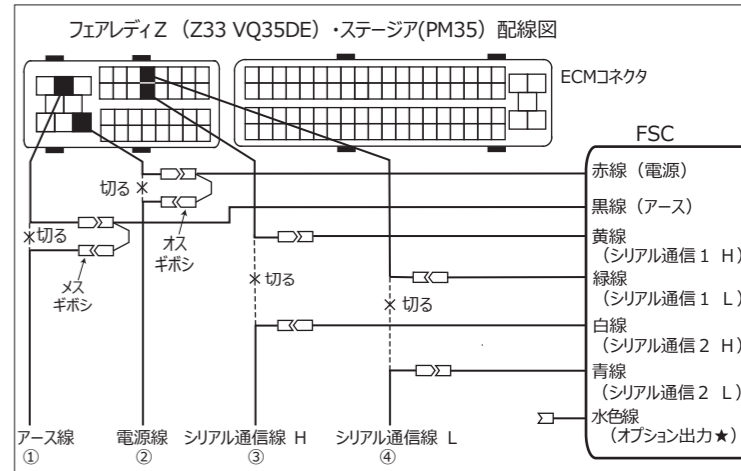 フェアレディZ（Z33 VQ35DE）・ステージア(PM35）配線図
ECMコネクタ
FSC
赤線（電源）
黒線（アース）
黄線
（シリアル通信１ H）
緑線
（シリアル通信１ L）
白線
（シリアル通信２ H）
青線
（シリアル通信２ L）
水色線
（オプション出力★）
切る
切る
オス
ギボシ
メス
ギボシ
切る
切る
アース線
①
電源線
②
シリアル通信線 H
③
シリアル通信線 L
④